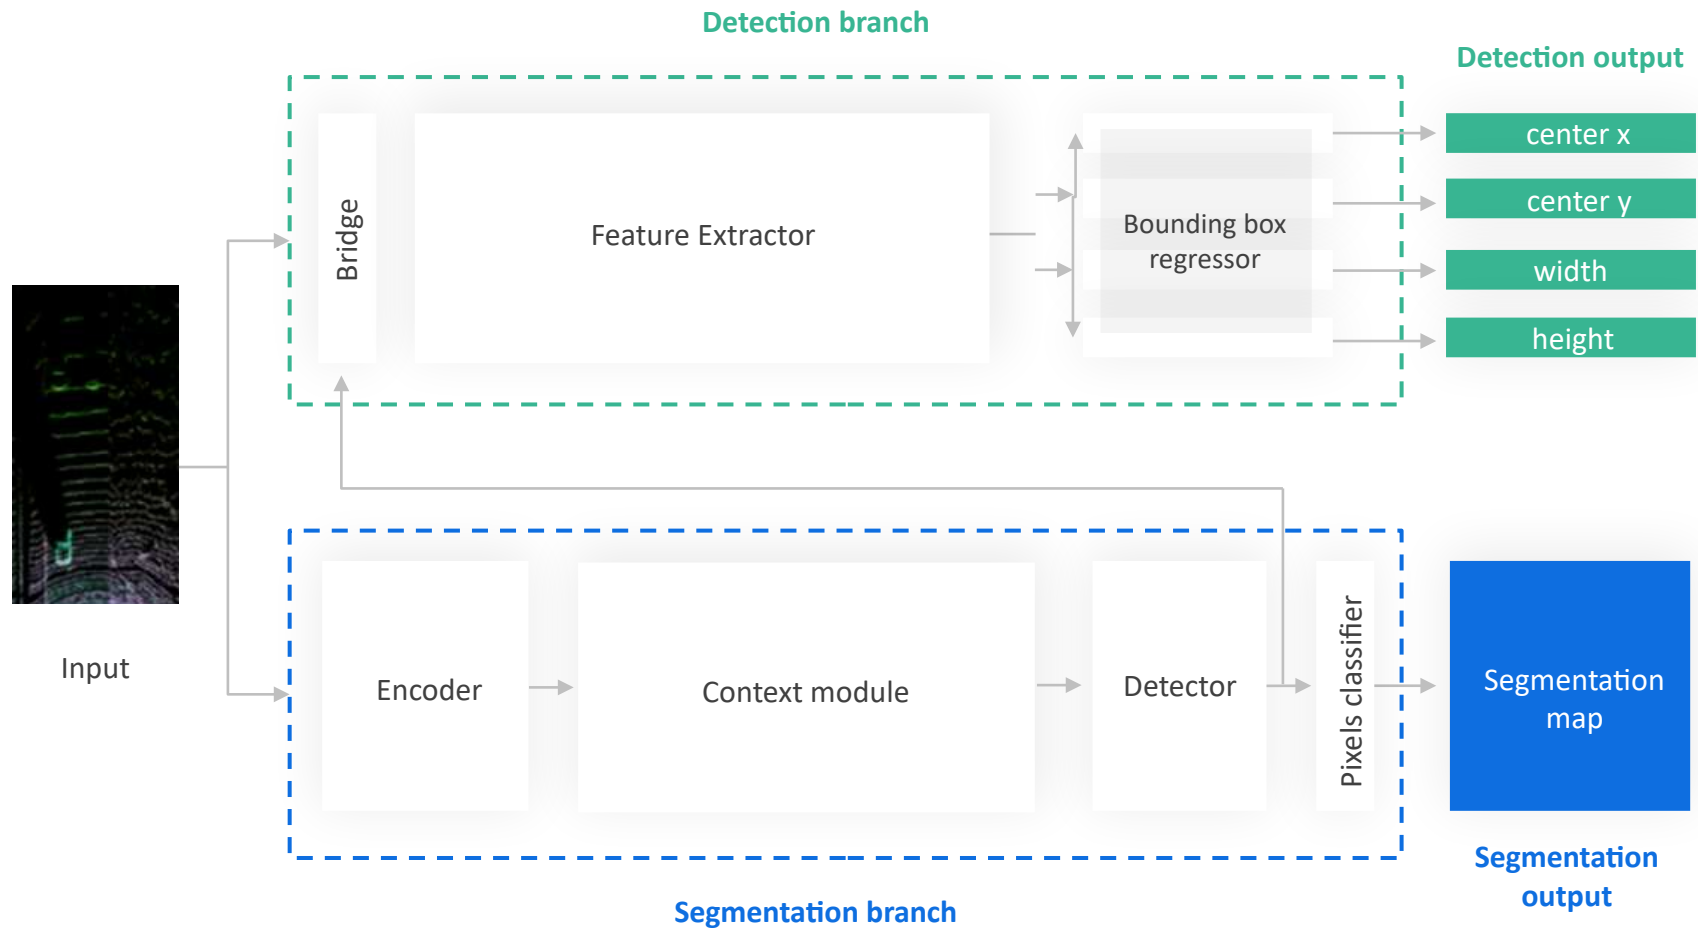 Detection branch
Detection output
Bridge
Feature Extractor
Bounding box
regressor
center x
center y
width
height
Input
Encoder
Context module
Detector
Pixels classifier
Segmentation
map
Segmentation
output
Segmentation branch